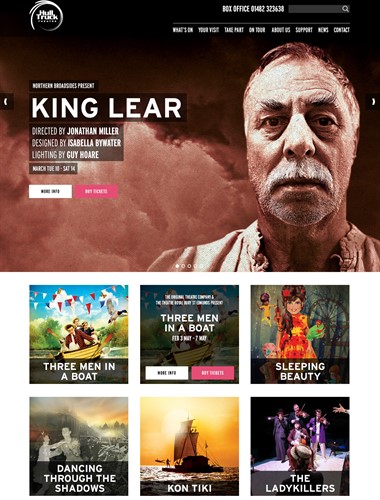 Hull
Truck
THEATRE
BOX OFFICE 01482 323638
WHAT'S ON YOUR VISIT TAKE PART ON TOUR ABOUT US SUPPORT NEWS CONTACT
NORTHERN BROADSIDES PRESENT
KING LEAR
DIRECTED BY JONATHAN MILLER
DESIGNED BY ISABELLA BYWATER
LIGHTING BY GUY HOARE
MARCH TUE 10 - SAT 14
MORE INFO BUY TICKETS
THREE MEN IN
A BOAT
THE ORIGINAL THEATRE COMPANY &
THE THEATRE ROYAL BURY ST EDMUNDS PRESENT
THREE MEN
IN A BOAT
FEB 3 MAY - 7 MAY
MORE INFO BUY TICKETS
SLEEPING
BEAUTY
DANCING
THROUGH THE
SHADOWS
KON TIKI
THE
LADYKILLERS